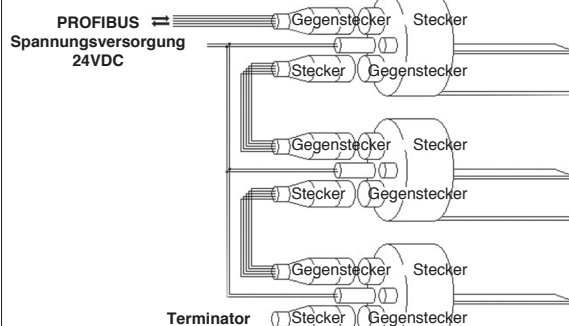 PROFIBUS
Gegenstecker Stecker
Spannungsversorgung
24VDC
Stecker Gegenstecker
Gegenstecker Stecker
Stecker Gegenstecker
Gegenstecker Stecker
Terminator Stecker Gegenstecker